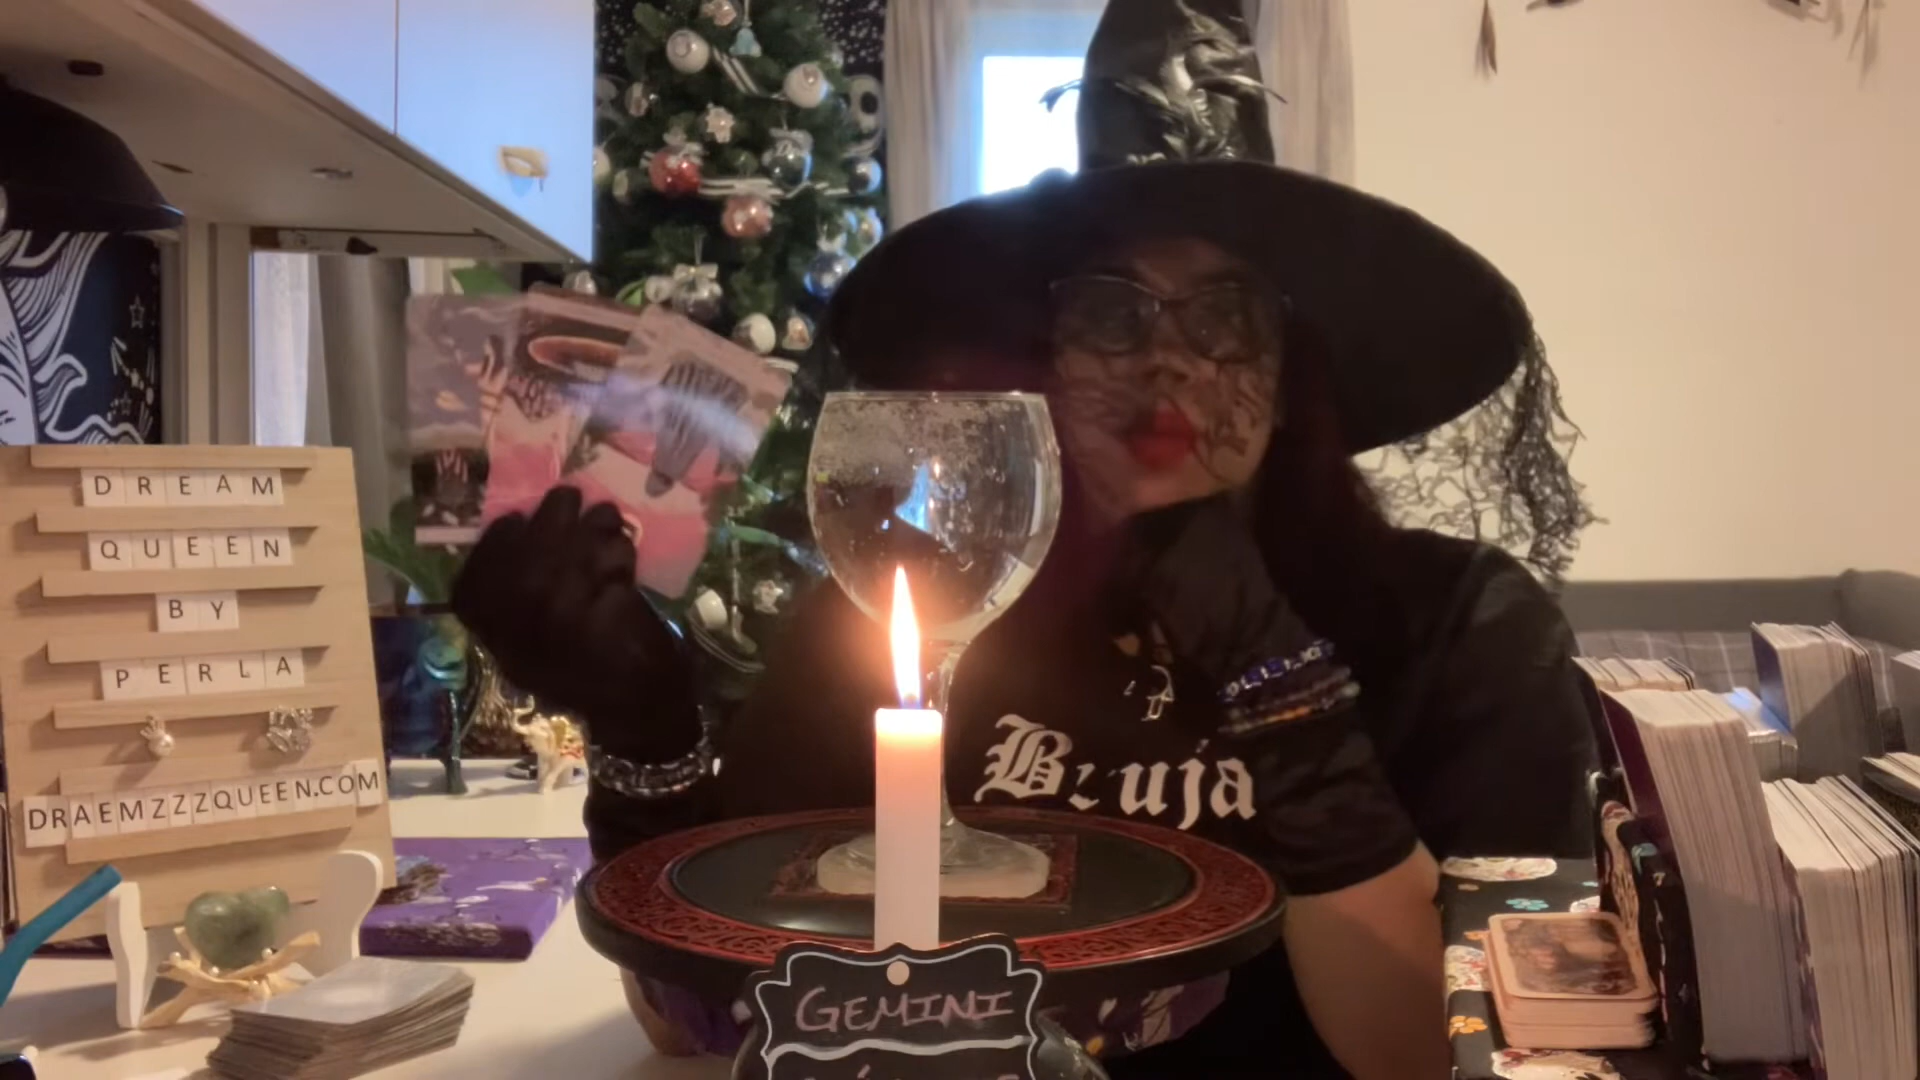 DREAM
QUEEN
BY
PERLA
DRAEMZZZQUEEN.COM
Bruja
GEMINI